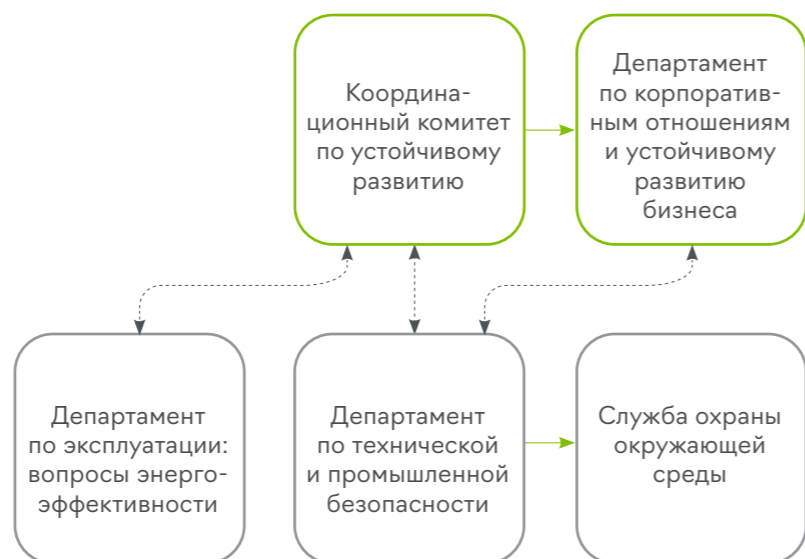 Координа-
ционный комитет
по устойчивому
развитию
Департамент
по корпоратив-
ным отношениям
и устойчивому
развитию
бизнеса
Департамент
по эксплуатации:
вопросы энерго-
эффективности
Департамент
по технической
и промышленной
безопасности
Служба охраны
окружающей
среды